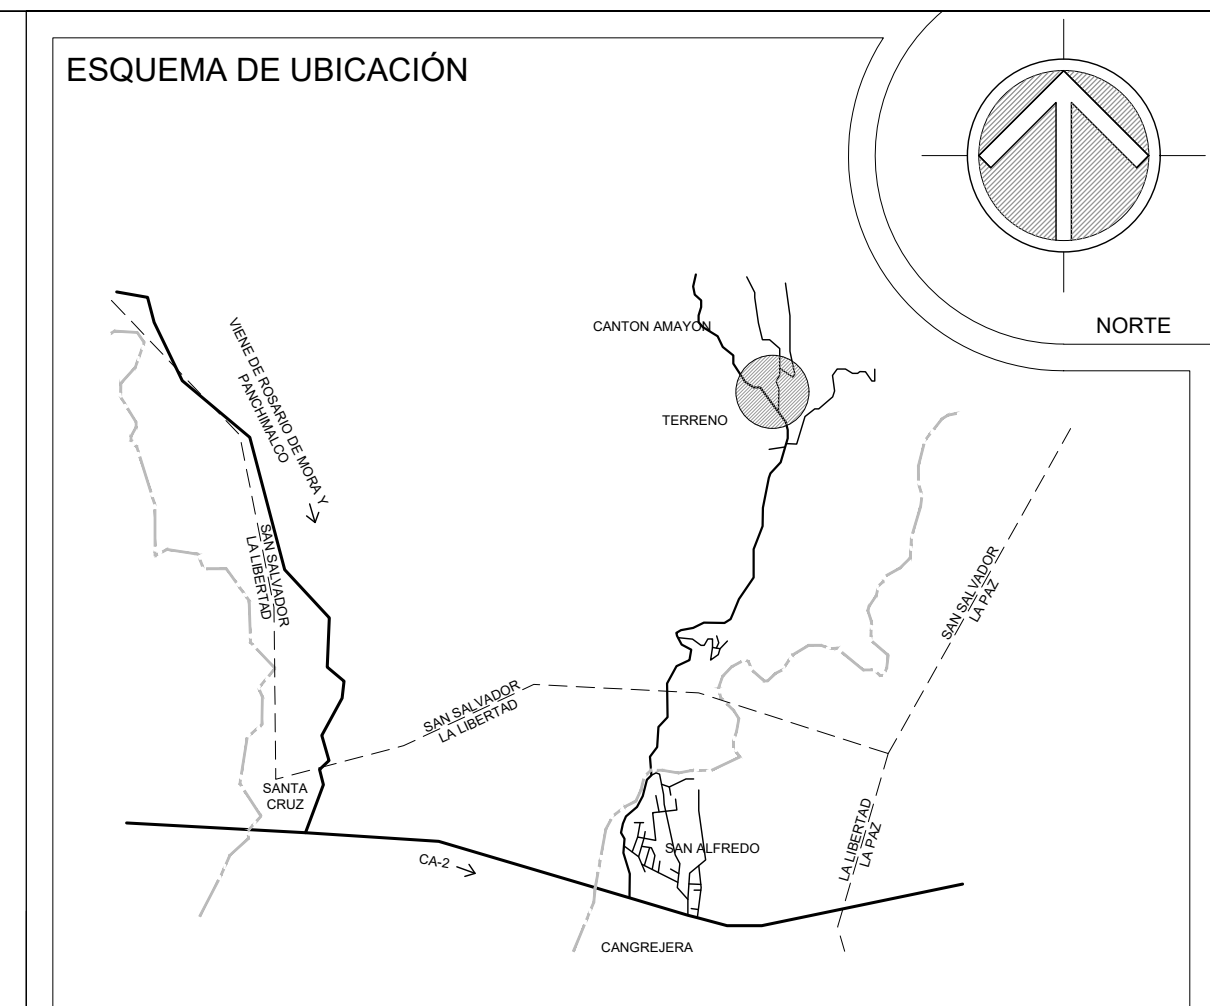 ESQUEMA DE UBICACIÓN
NORTE
CANTON AMAYON
TERRENO
VIENE DE ROSARIO DE MORA Y
PANCHIMALCO
SAN SALVADOR
LA LIBERTAD
SAN SALVADOR
LA PAZ
SAN SALVADOR
LA LIBERTAD
SANTA
CRUZ
CA-2
SAN ALFREDO
LA LIBERTAD
LA PAZ
CANGREJERA